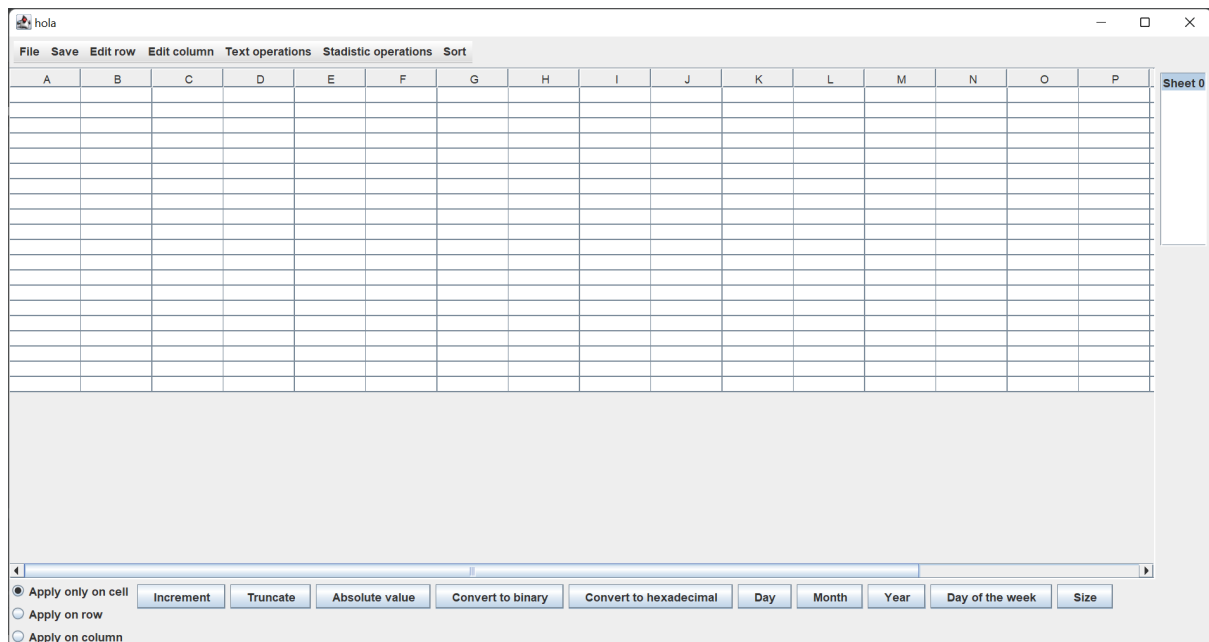 hola
File Save Edit row Edit column Text operations Stadistic operations Sort
A B C D E F G H I J K L M N O P
Sheet 0
Apply only on cell
Increment Truncate Absolute value Convert to binary Convert to hexadecimal Day Month Year Day of the week Size
Apply on row
Apply on column